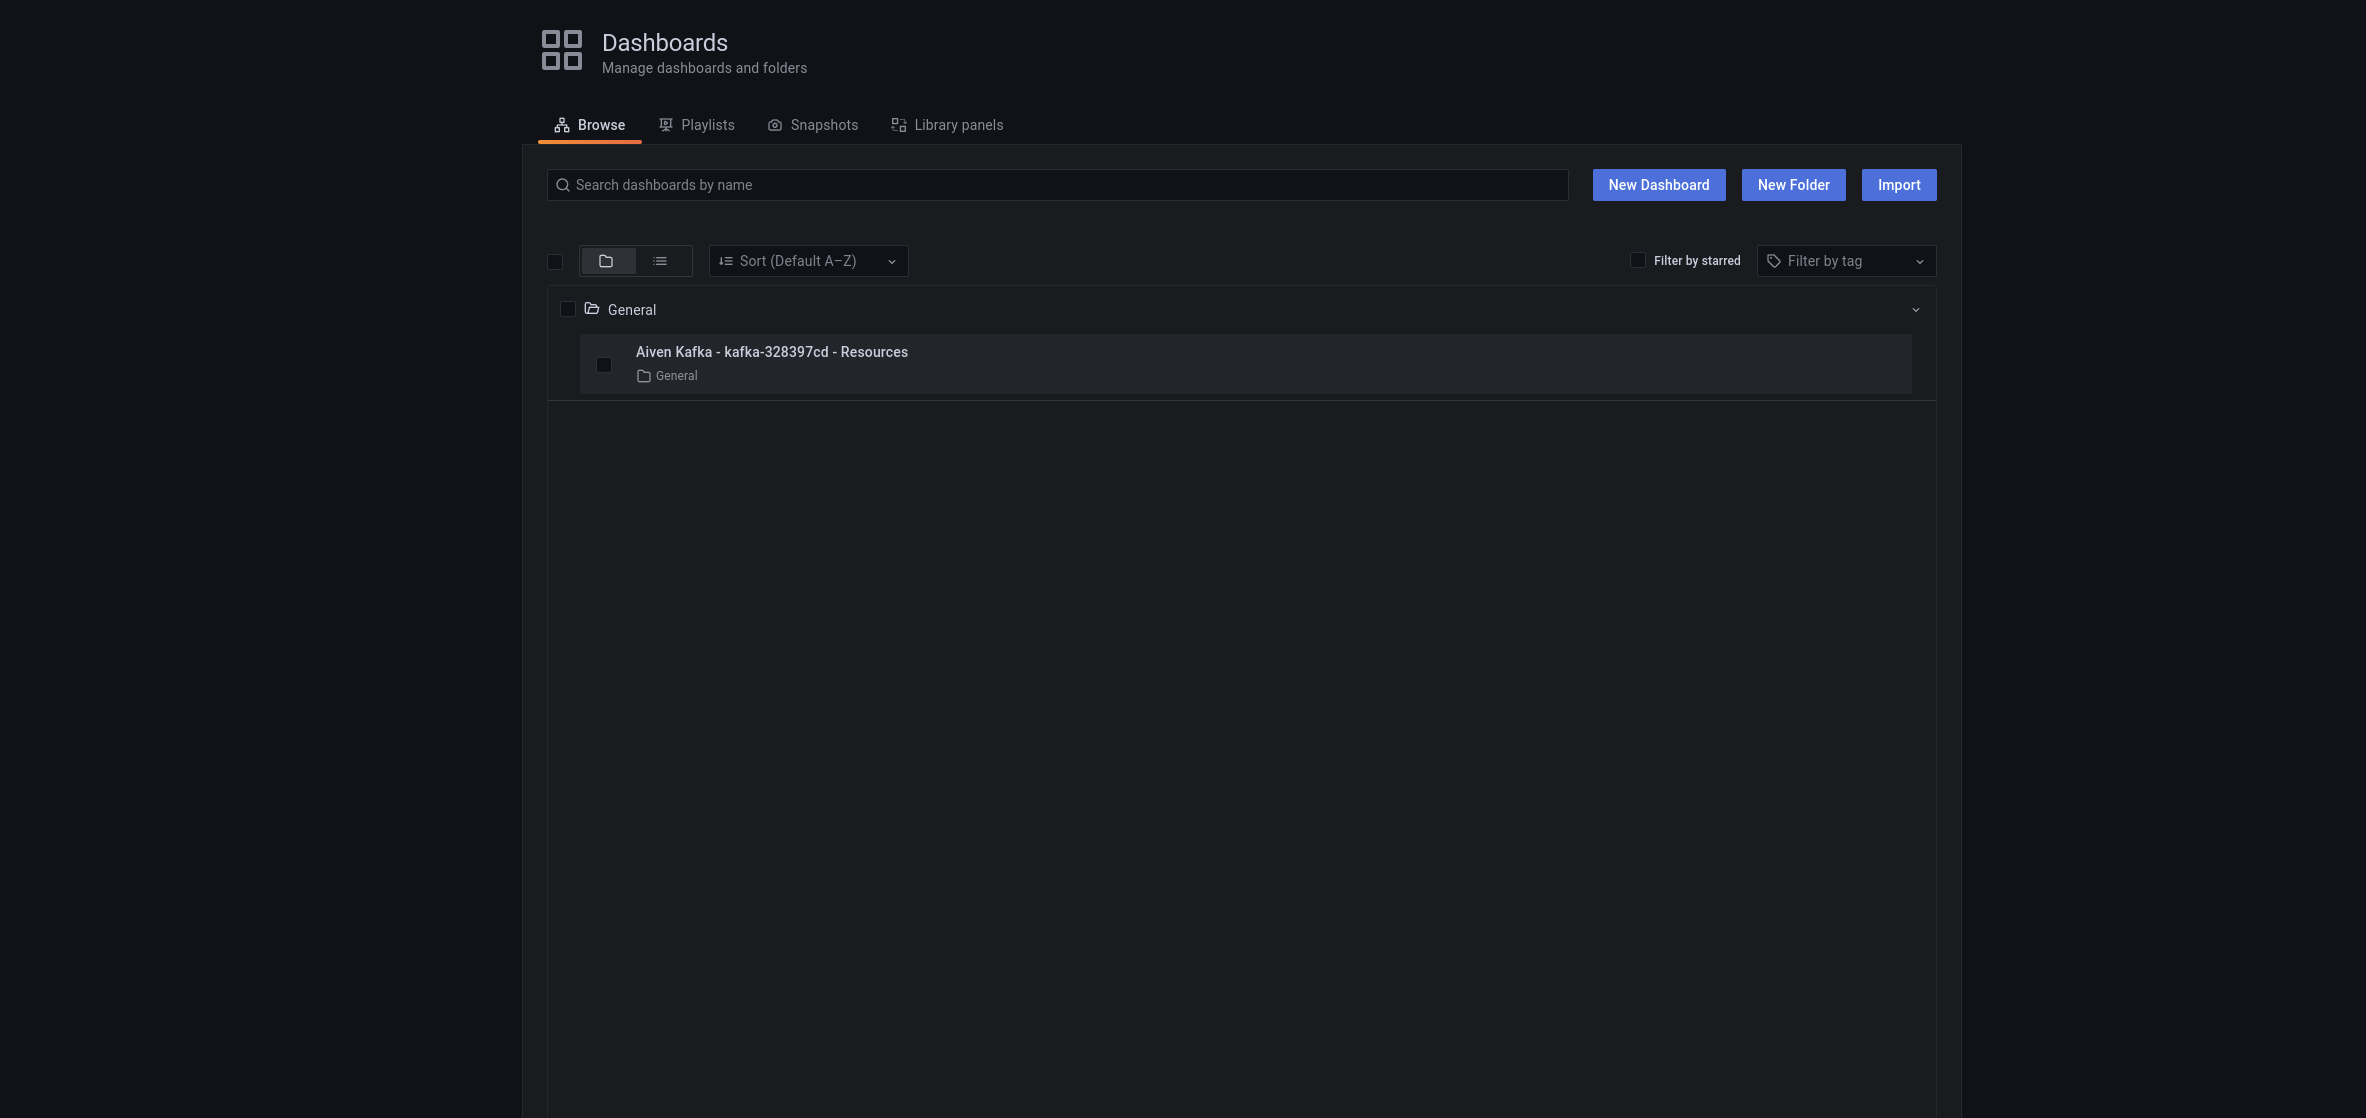 Dashboards
Manage dashboards and folders
Browse
Playlists
Snapshots
Library panels
Search dashboards by name
New Dashboard
New Folder
Import
Sort (Default A–Z)
Filter by starred
Filter by tag
General
Aiven Kafka - kafka-328397cd - Resources
General